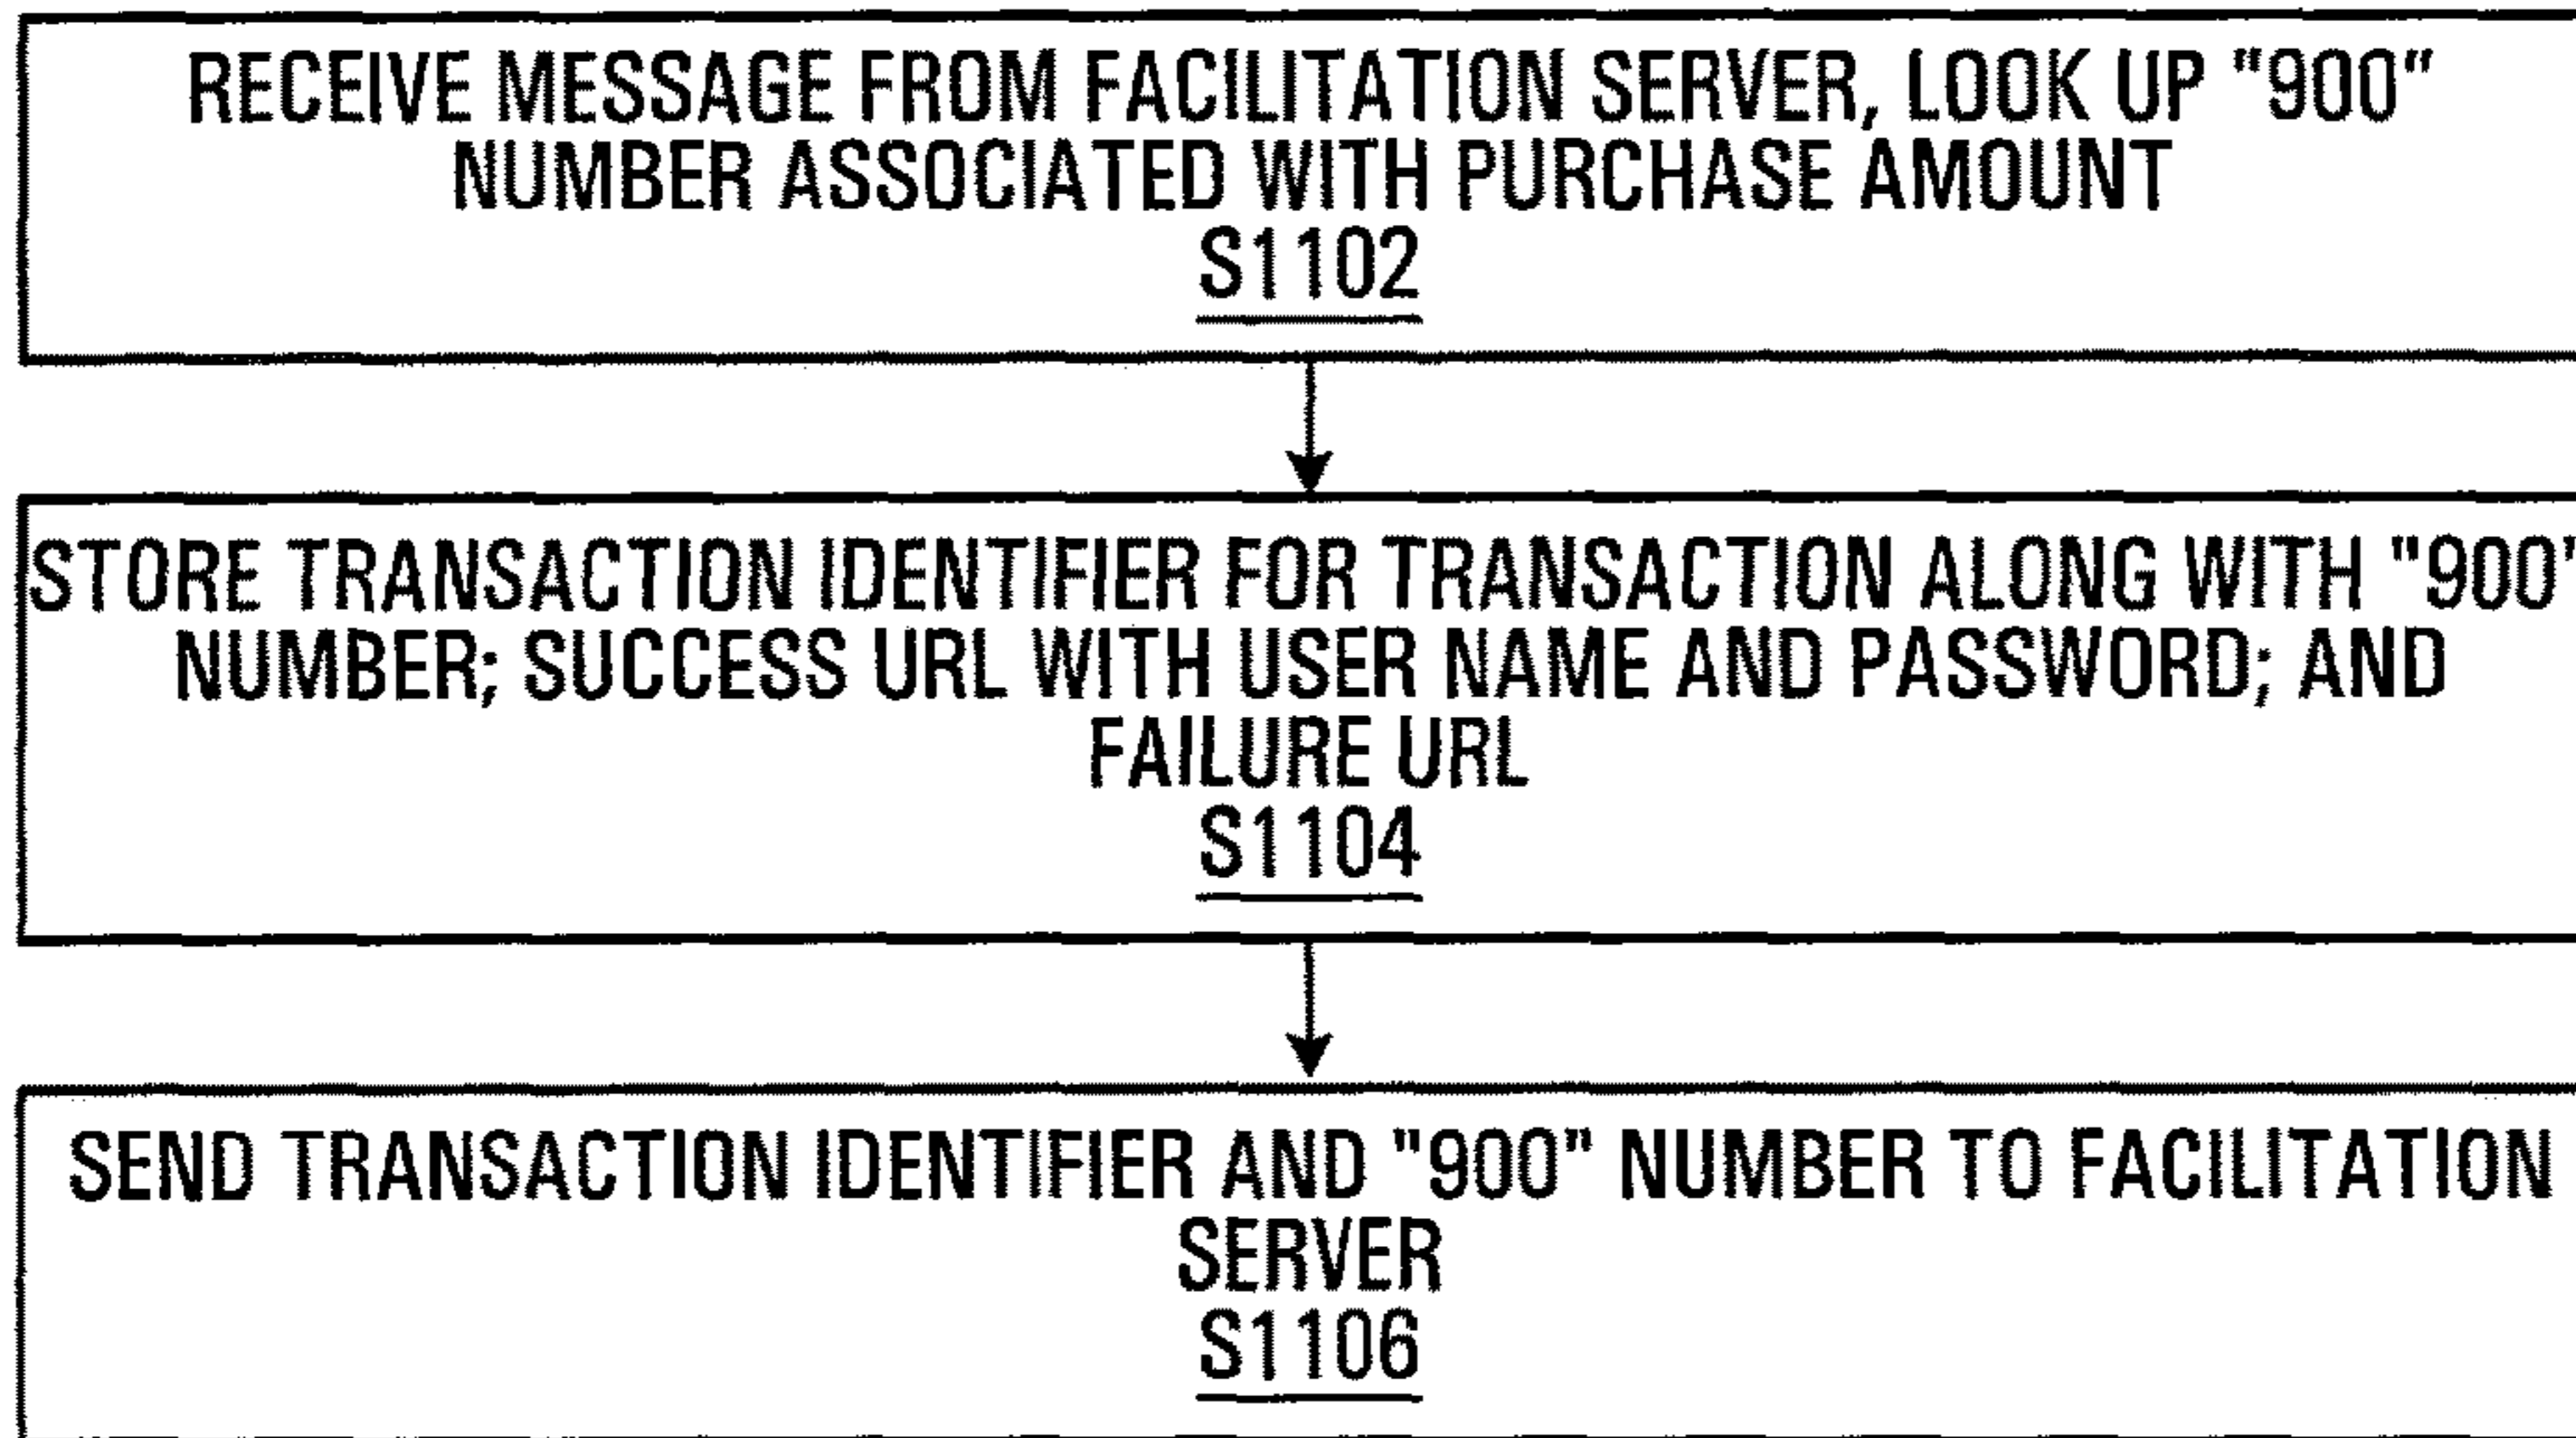 RECEIVE MESSAGE FROM FACILITATION SERVER, LOOK UP "900"
NUMBER ASSOCIATED WITH PURCHASE AMOUNT
S1102
STORE TRANSACTION IDENTIFIER FOR TRANSACTION ALONG WITH "900"
NUMBER; SUCCESS URL WITH USER NAME AND PASSWORD; AND
FAILURE URL
S1104
SEND TRANSACTION IDENTIFIER AND "900" NUMBER TO FACILITATION
SERVER
S1106